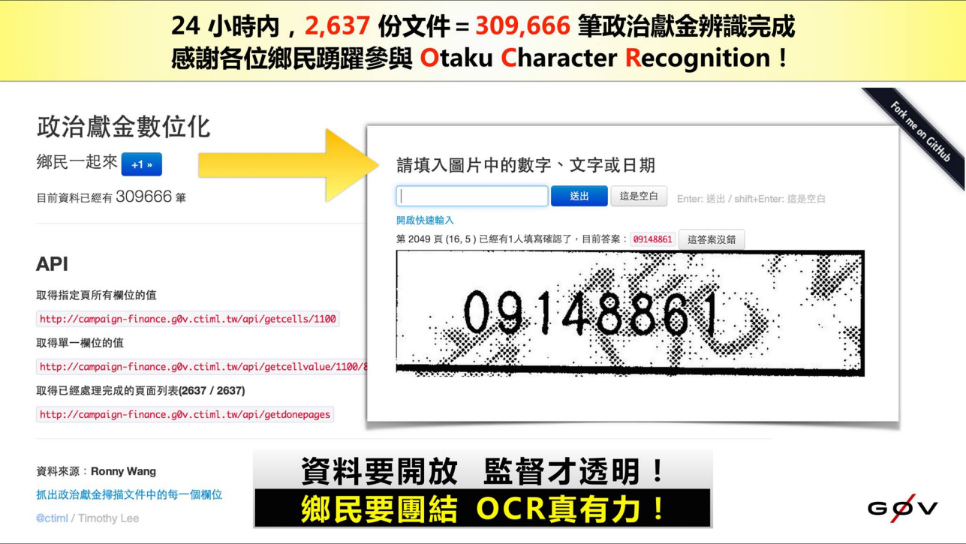 24 小時內，2,637 份文件＝309,666 筆政治獻金辨識完成
感謝各位鄉民踴躍參與 Otaku Character Recognition！
Fork me on GitHub
政治獻金數位化
鄉民一起來 +1 »
目前資料已經有 309666 筆
請填入圖片中的數字、文字或日期
送出 這是空白 Enter: 送出 / shift+Enter: 這是空白
開啟快速輸入
第 2049 頁 (16, 5 ) 已經有1人填寫確認了，目前答案： 09148861 這答案沒錯
09148861
API
取得指定頁所有欄位的值
http://campaign-finance.g0v.ctiml.tw/api/getcells/1100
取得單一欄位的值
http://campaign-finance.g0v.ctiml.tw/api/getcellvalue/1100/8
取得已經處理完成的頁面列表(2637 / 2637)
http://campaign-finance.g0v.ctiml.tw/api/getdonepages
資料來源：Ronny Wang
抓出政治獻金掃描文件中的每一個欄位
@ctiml / Timothy Lee
資料要開放 監督才透明！
鄉民要團結 OCR真有力！
G0V